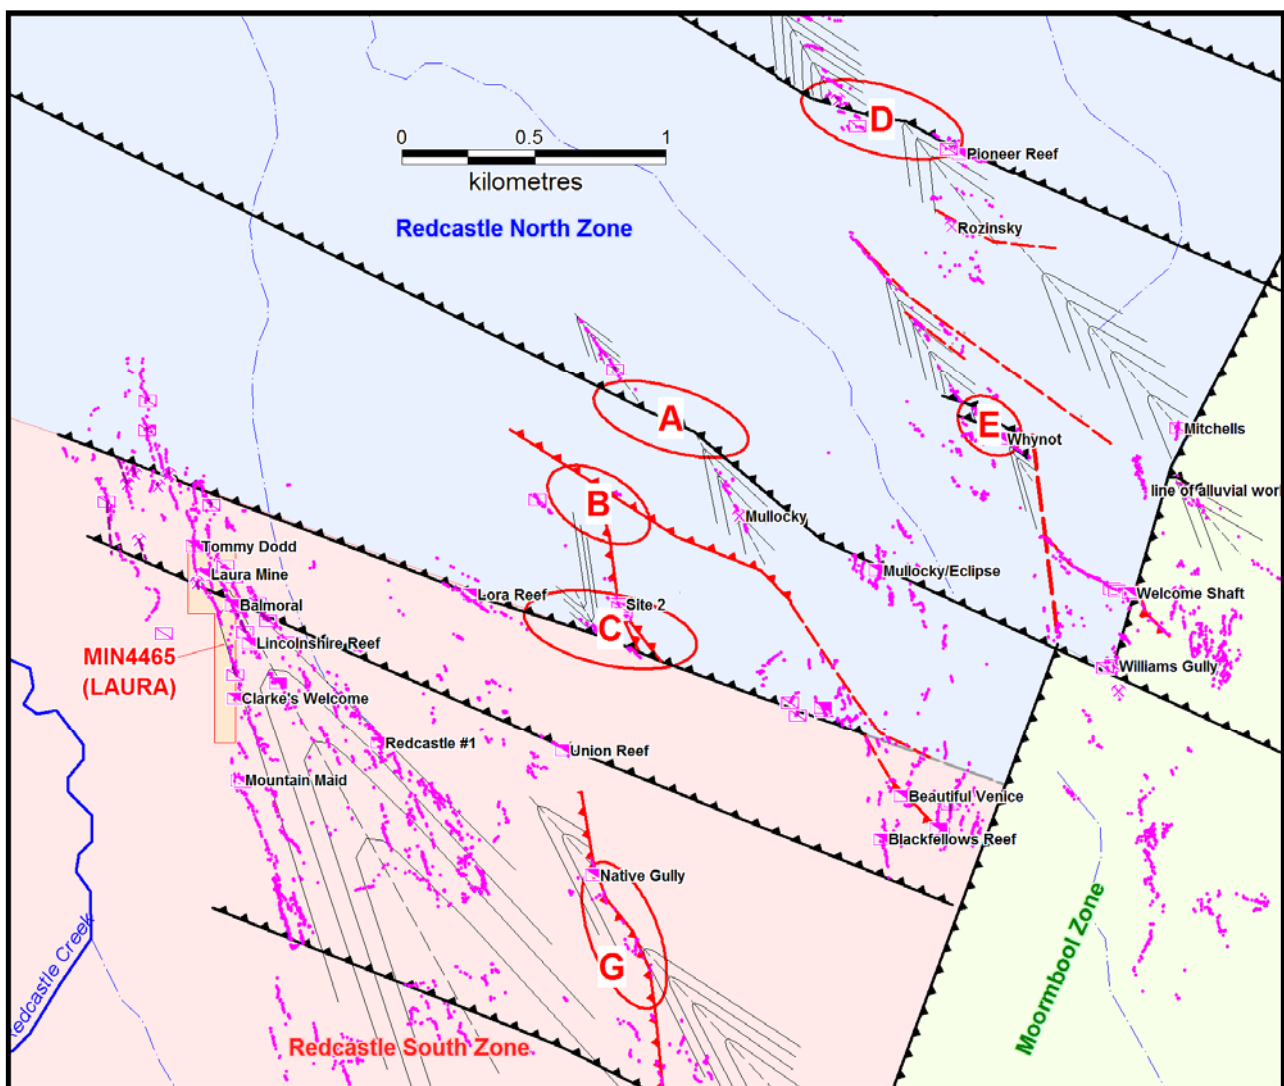 D
Pioneer Reef
0 0.5 1
kilometres
Redcastle North Zone
Rozinsky
A
E
Whynot
Mitchells
line of alluvial wor
B
Mullocky
Tommy Dodd
Laura Mine
Mullocky/Eclipse
Lora Reef
Site 2
Welcome Shaft
Balmoral
C
Lincolnshire Reef
MIN4465
(LAURA)
Williams Gully
Clarke's Welcome
Redcastle #1
Union Reef
Mountain Maid
Beautiful Venice
Blackfellows Reef
Native Gully
Moormbool Zone
Redcastle Creek
G
Redcastle South Zone